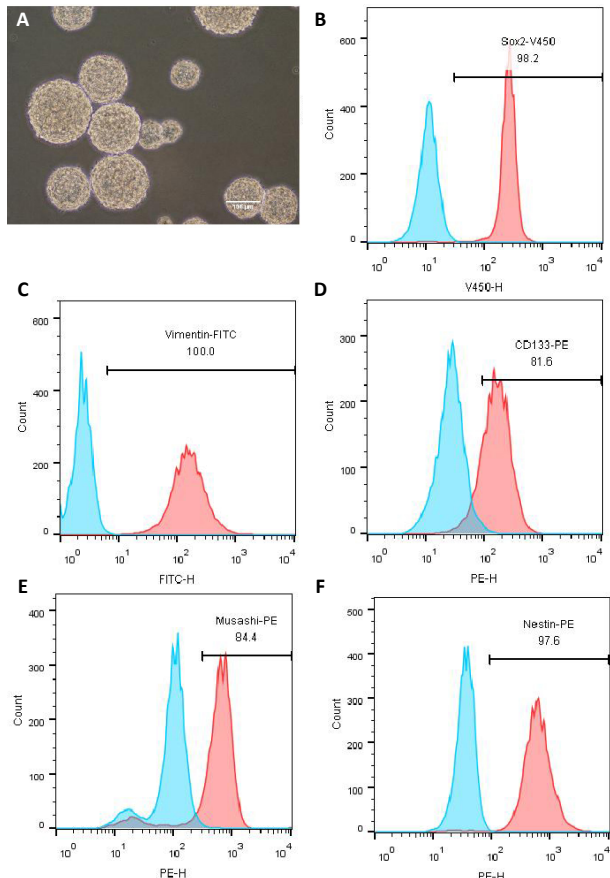 A
100 µm
B
Sox2-V450
98.2
Count
600
400
200
0
10^0
10^1
10^2
10^3
10^4
V450-H
C
Vimentin-FITC
100.0
Count
600
400
200
0
10^0
10^1
10^2
10^3
10^4
FITC-H
D
CD133-PE
81.6
Count
300
200
100
0
10^0
10^1
10^2
10^3
10^4
PE-H
E
Musashi-PE
84.4
Count
400
300
200
100
0
10^0
10^1
10^2
10^3
10^4
PE-H
F
Nestin-PE
97.6
Count
500
400
300
200
100
0
10^0
10^1
10^2
10^3
10^4
PE-H